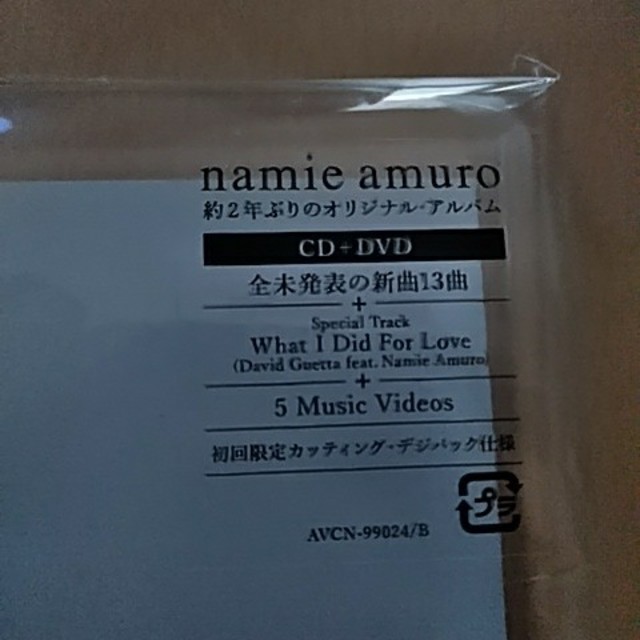 namie amuro
約2年ぶりのオリジナル・アルバム
CD+DVD
全未発表の新曲13曲
+
Special Track
What I Did For Love
(David Guetta feat. Namie Amuro)
+
5 Music Videos
初回限定カッティング・デジパック仕様
プラ
AVCN-99024/B